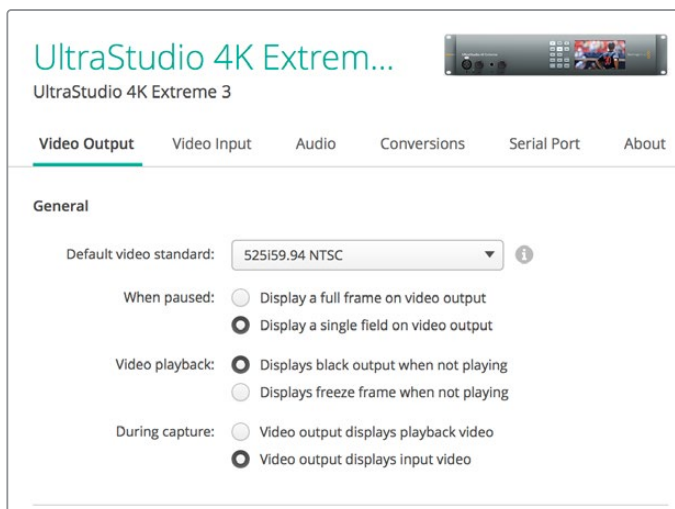 UltraStudio 4K Extrem...
UltraStudio 4K Extreme 3
Video Output Video Input Audio Conversions Serial Port About
General
Default video standard: 525i59.94 NTSC
When paused: Display a full frame on video output
Display a single field on video output
Video playback: Displays black output when not playing
Displays freeze frame when not playing
During capture: Video output displays playback video
Video output displays input video